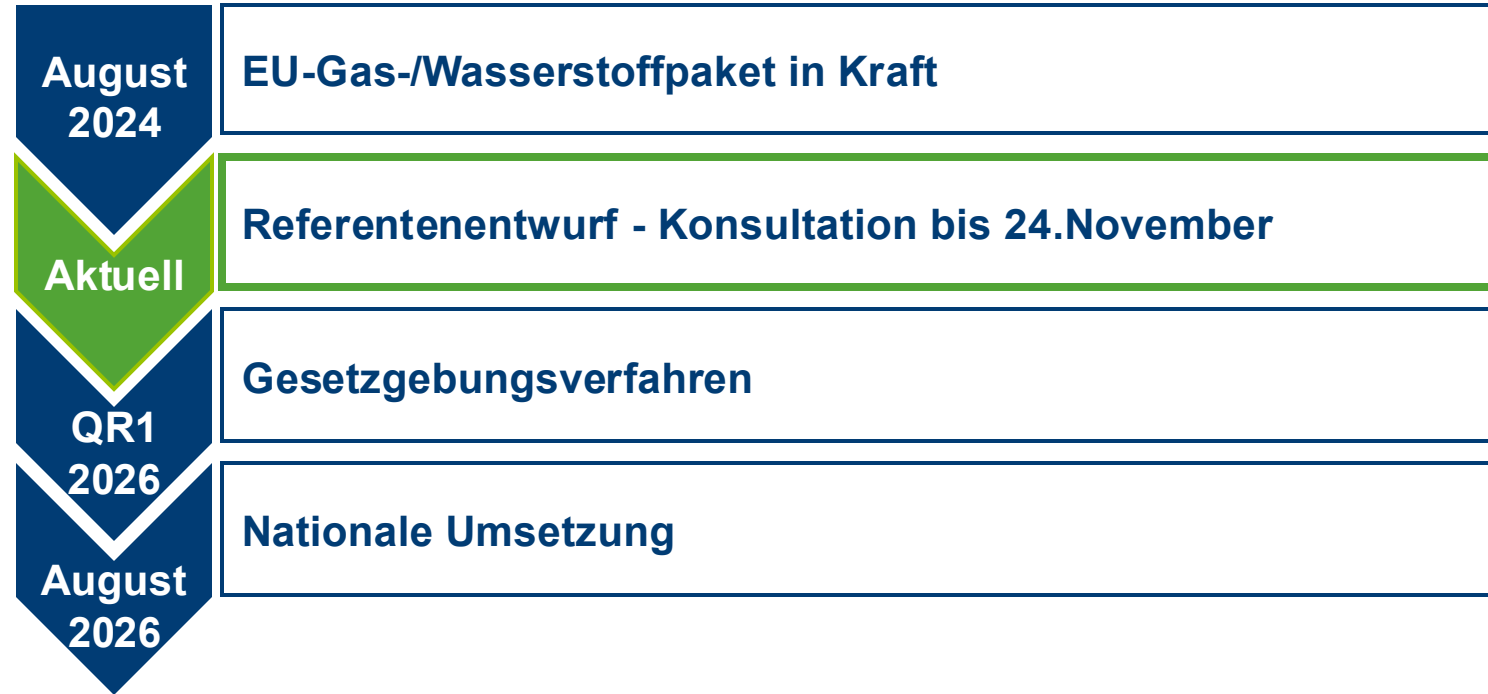 August
2024
EU-Gas-/Wasserstoffpaket in Kraft
Aktuell
Referentenentwurf - Konsultation bis 24.November
QR1
2026
Gesetzgebungsverfahren
August
2026
Nationale Umsetzung